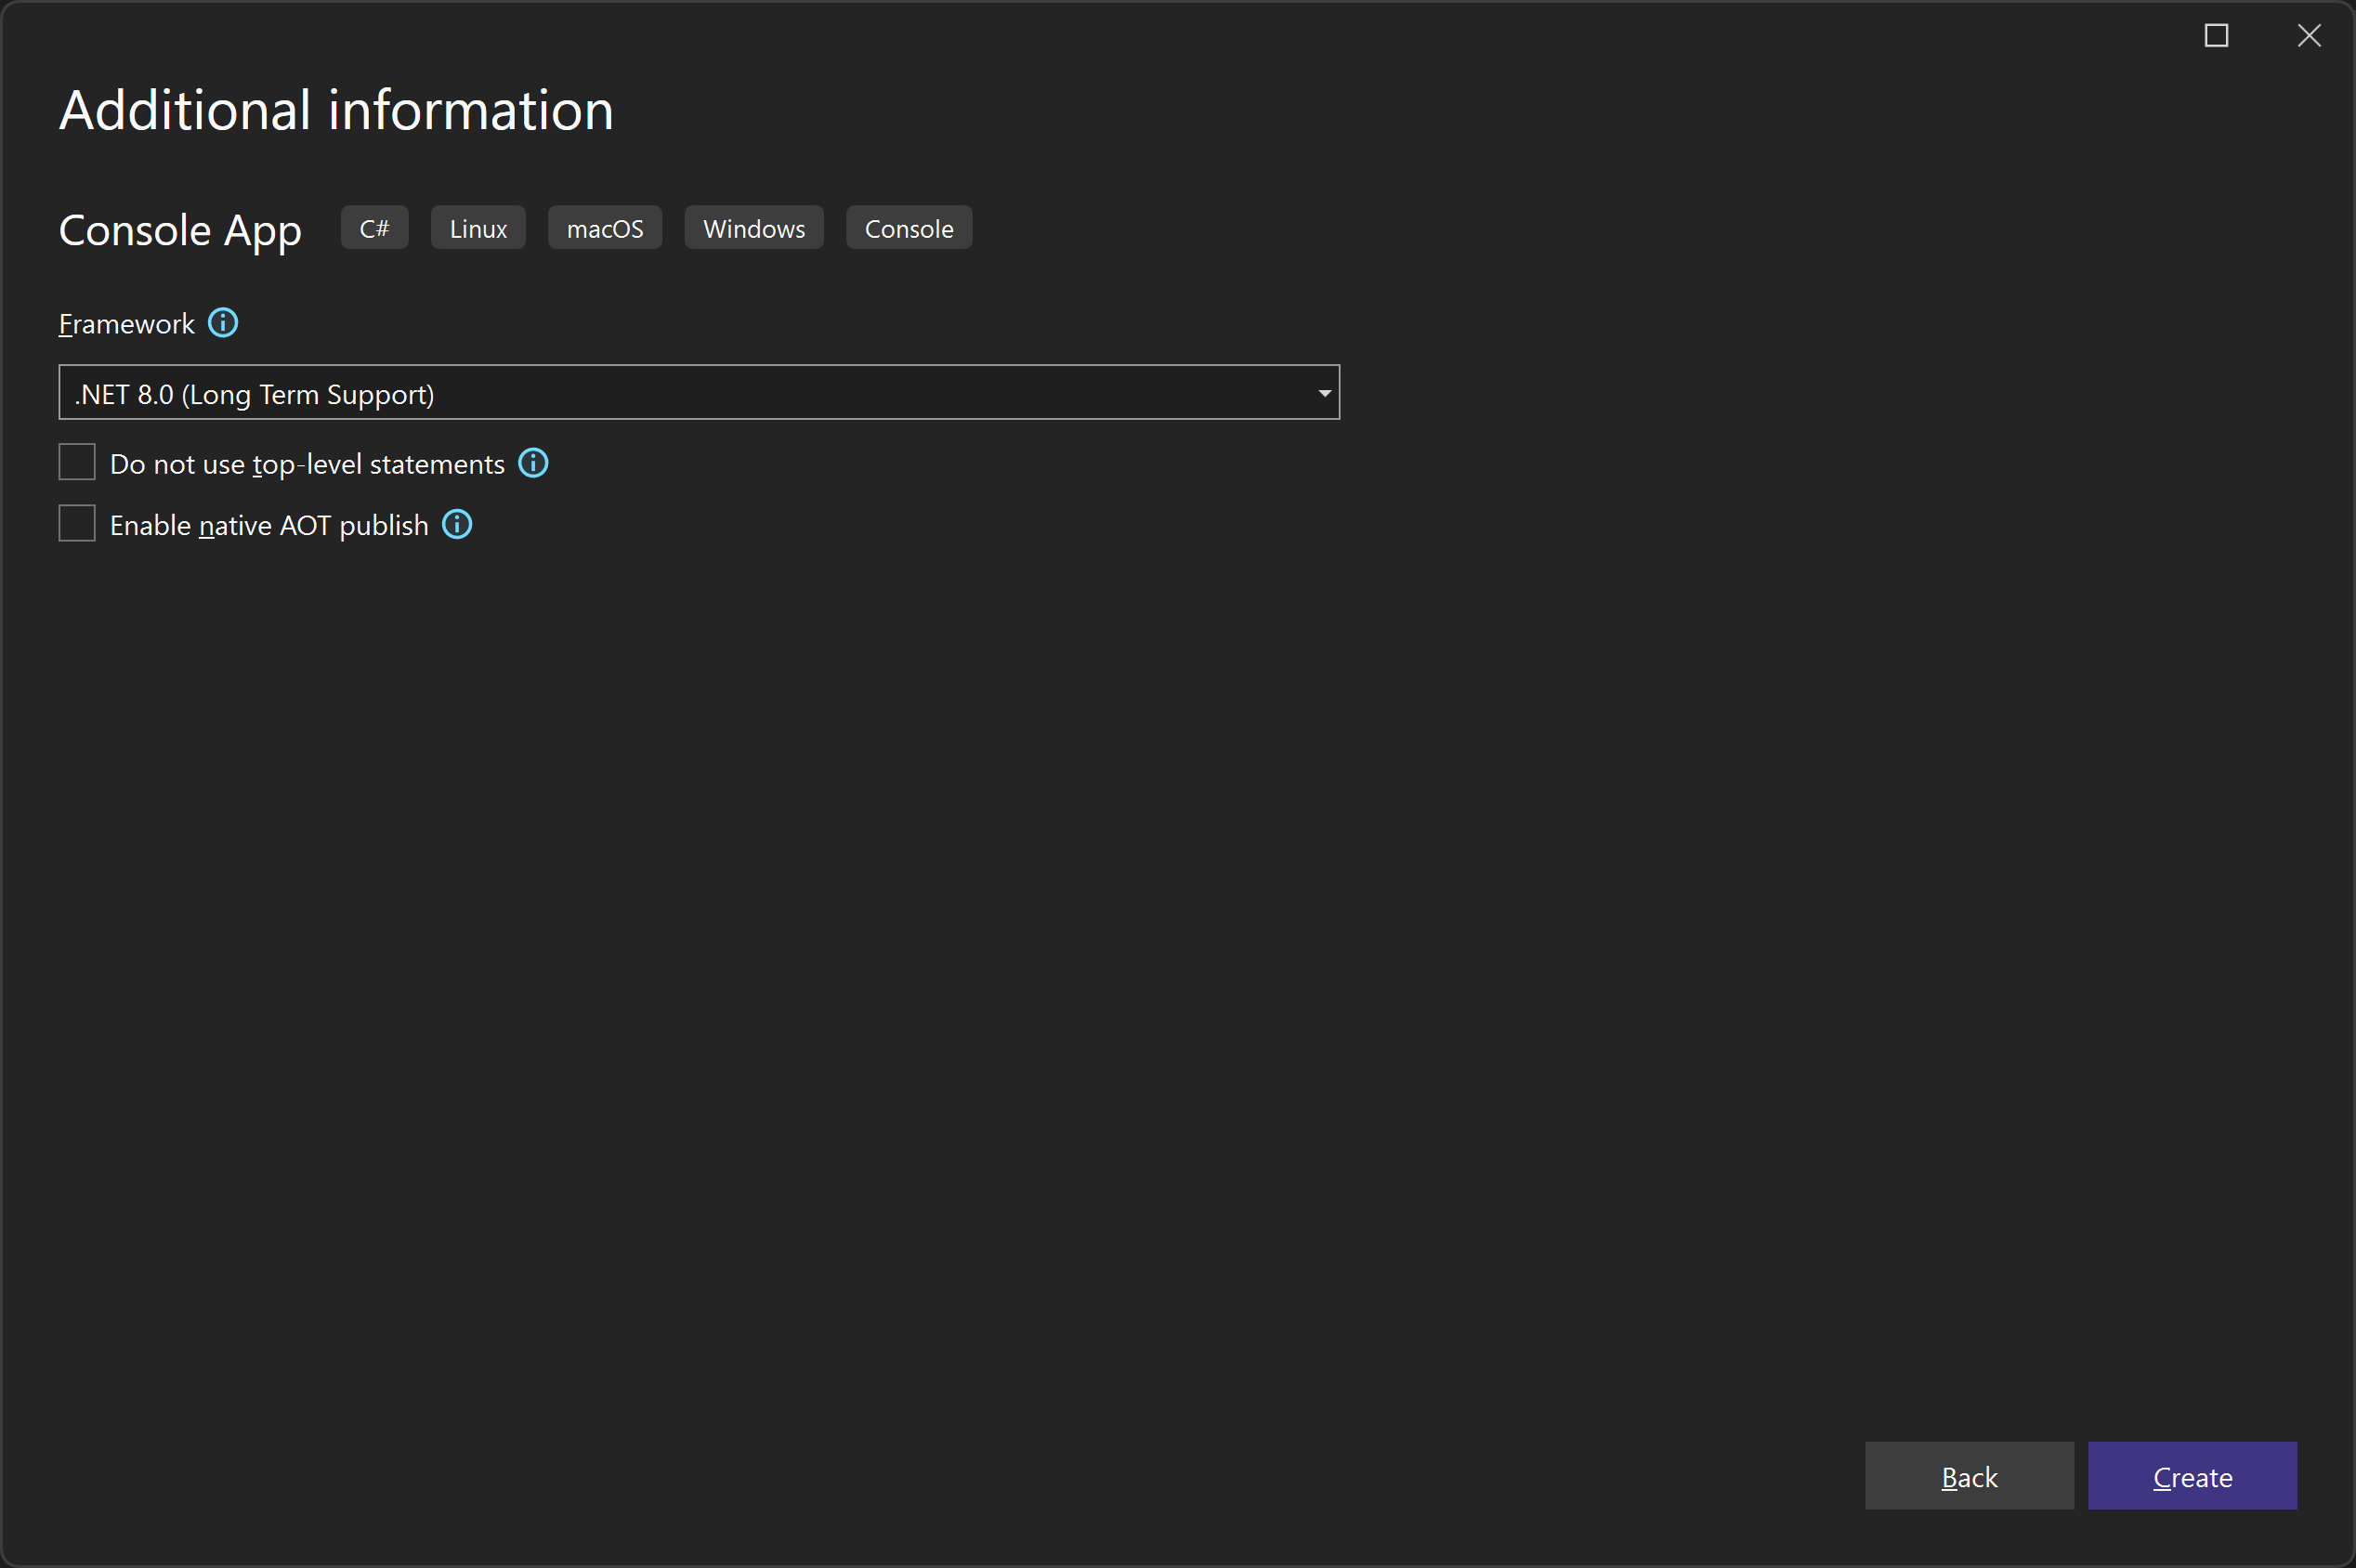 Additional information
Console App C# Linux macOS Windows Console
Framework
.NET 8.0 (Long Term Support)
Do not use top-level statements
Enable native AOT publish
Back Create